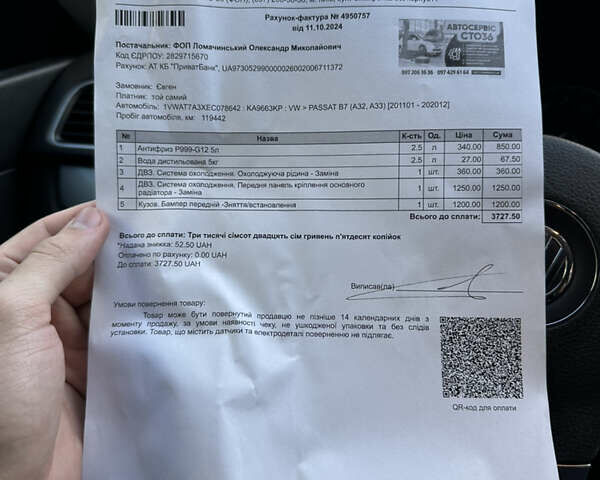 Рахунок-фактура № 4950757
від 11.10.2024
АВТОСЕРВІС
СТО36
097 206 36 36 097 429 61 64
Постачальник: ФОП Ломачинський Олександр Миколайович
Код ЄДРПОУ: 2829715670
Рахунок: АТ КБ "ПриватБанк", UA973052990000026002006711372
Замовник: Євген
Платник: той самий
Автомобіль: 1VWAT7A3XEC078642 : KA9663KP : VW > PASSAT B7 (A32, A33) [201101 - 202012]
Пробіг автомобіля, км: 119442
№ Назва К-сть Од. Ціна Сума
1 Антифриз P999-G12 5л 2.5 л 340.00 850.00
2 Вода дистильована 5кг 2.5 л 27.00 67.50
3 ДВЗ. Система охолодження. Охолоджуюча рідина - Заміна 1 шт. 360.00 360.00
4 ДВЗ. Система охолодження. Передня панель кріплення основного радіатора - Заміна 1 шт. 1250.00 1250.00
5 Кузов. Бампер передній -Зняття/встановлення 1 шт. 1200.00 1200.00
Всього до сплати: 3727.50
Всього до сплати: Три тисячі сімсот двадцять сім гривень п'ятдесят копійок
*Надана знижка: 52.50 UAH
Оплачено по рахунку: 0.00 UAH
До сплати: 3727.50 UAH
Виписав(ла)
Умови повернення товару:
Товар може бути повернутий продавцю не пізніше 14 календарних днів з
моменту продажу, за умови наявності чеку, не ушкодженої упаковки та без слідів
установки. Товар, що містить датчики та електродеталі поверненню не підлягає.
QR-код для оплати